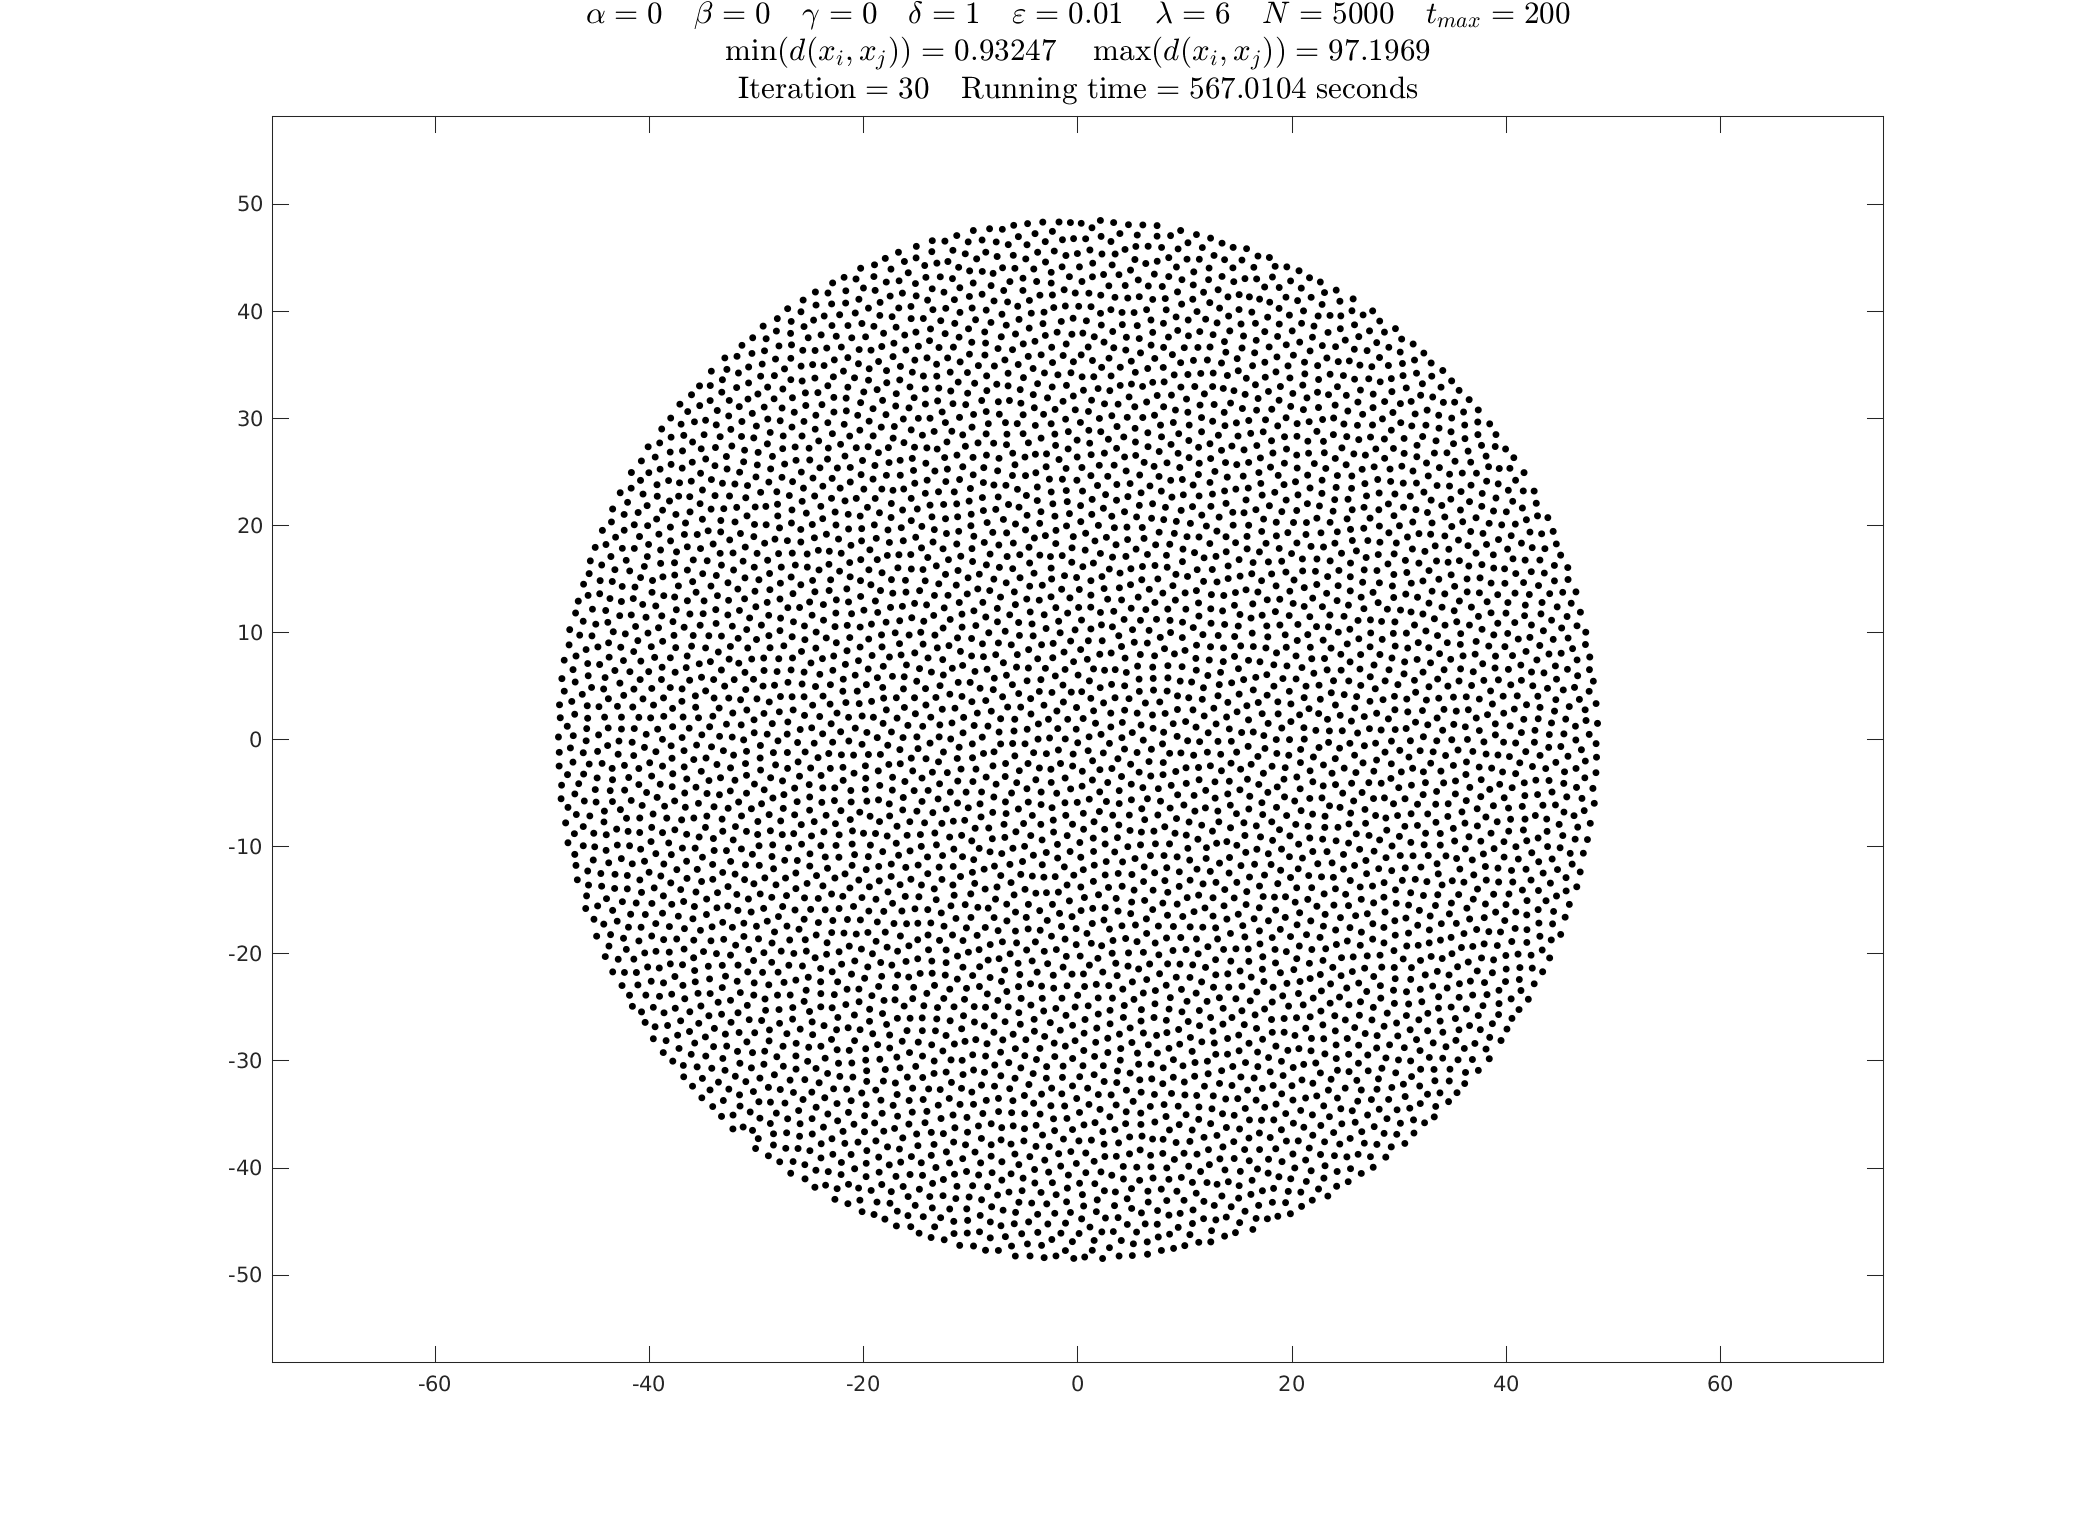 α = 0 β = 0 γ = 0 δ = 1 ε = 0.01 λ = 6 N = 5000 t_{max} = 200
min(d(x_i, x_j)) = 0.93247 max(d(x_i, x_j)) = 97.1969
Iteration = 30 Running time = 567.0104 seconds
50
40
30
20
10
0
-10
-20
-30
-40
-50
-60 -40 -20 0 20 40 60